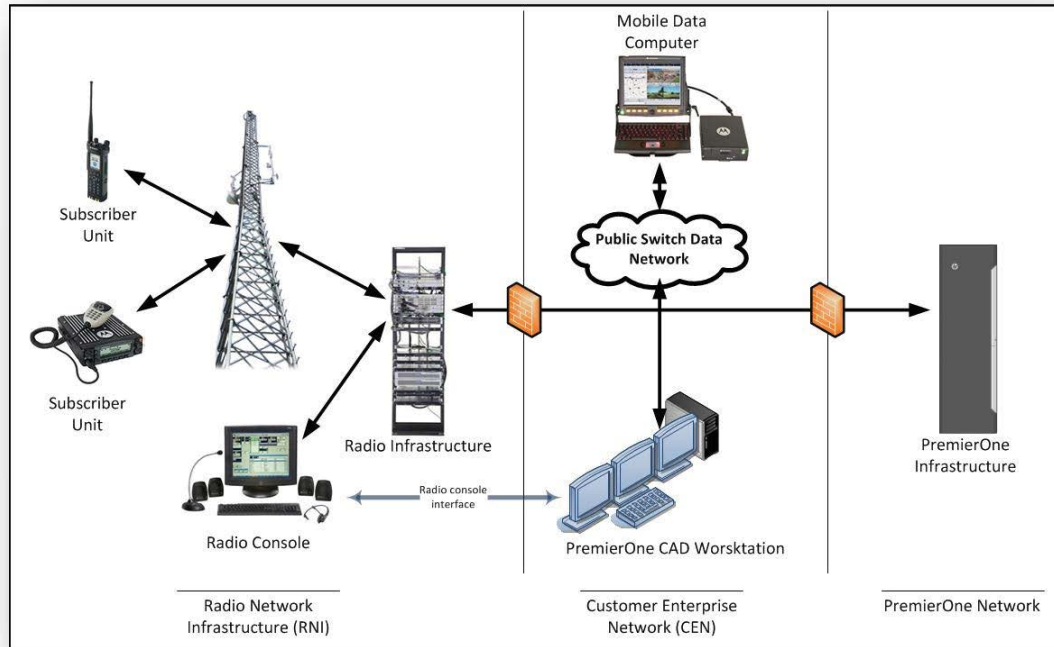 Mobile Data
Computer
Subscriber
Unit
Public Switch Data
Network
Subscriber
Unit
Radio Infrastructure
PremierOne
Infrastructure
Radio console
interface
Radio Console
PremierOne CAD Worsktation
Radio Network
Infrastructure (RNI)
Customer Enterprise
Network (CEN)
PremierOne Network